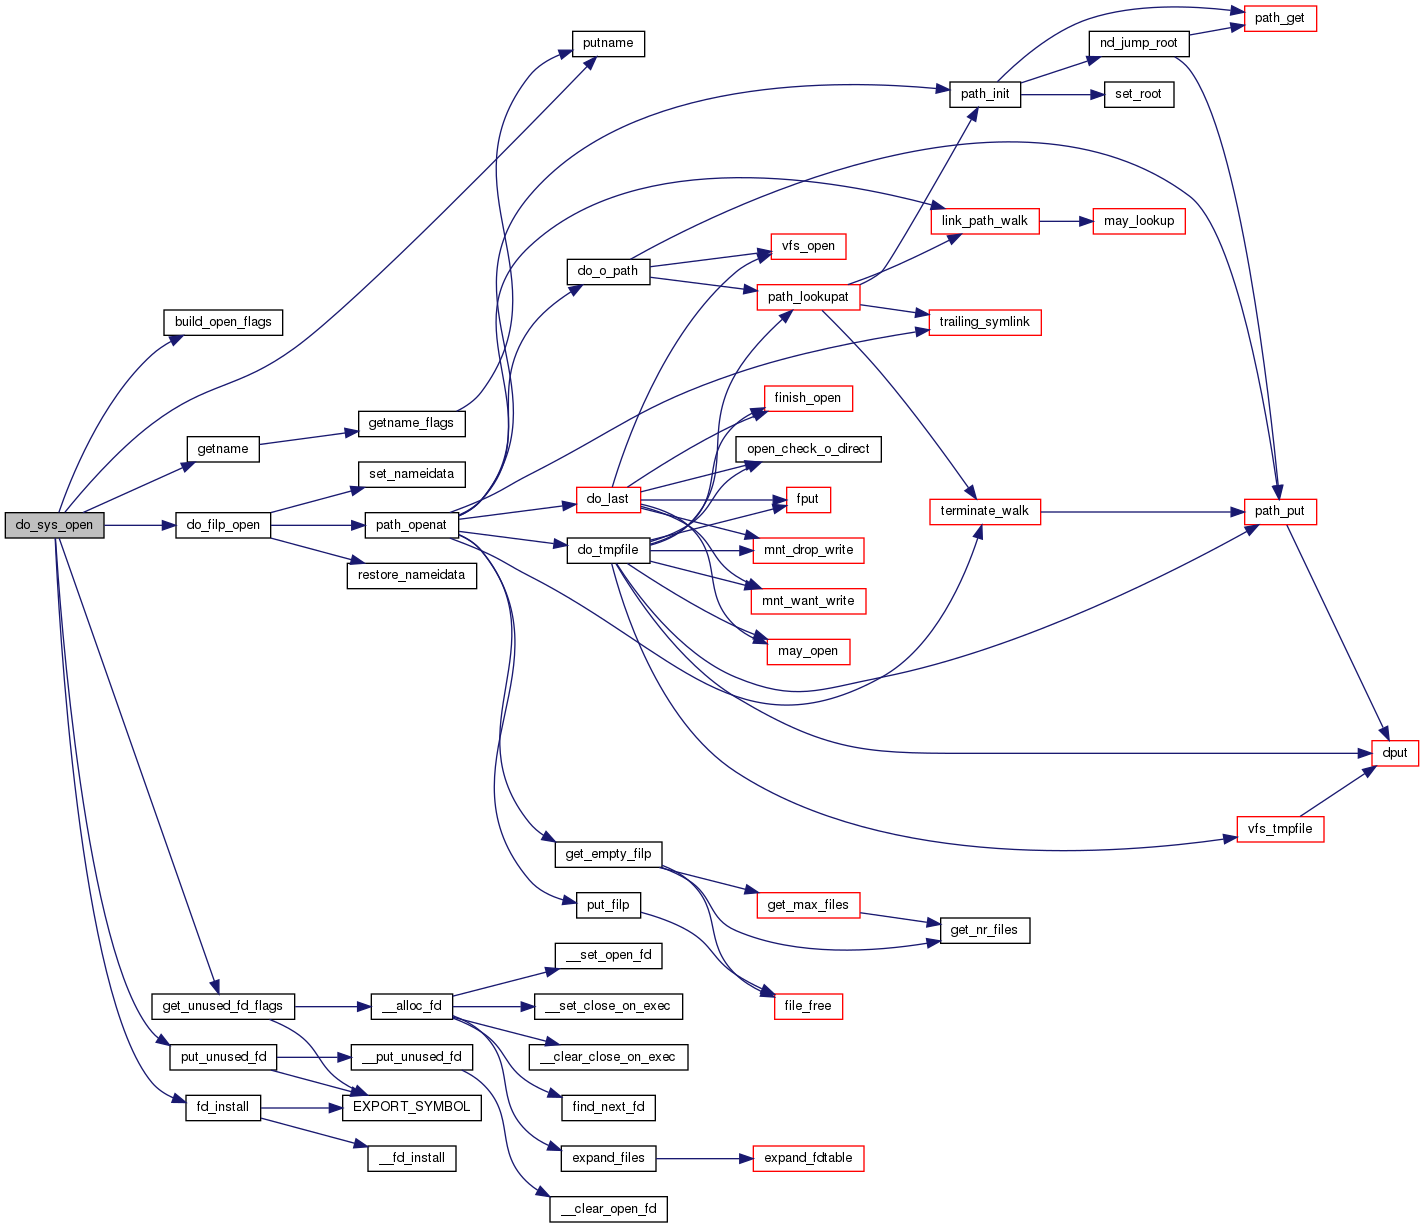 path_get
putname
nd_jump_root
path_init
set_root
link_path_walk
may_lookup
vfs_open
do_o_path
path_lookupat
build_open_flags
trailing_symlink
finish_open
getname_flags
getname
open_check_o_direct
set_nameidata
do_last
fput
do_sys_open
do_filp_open
path_openat
terminate_walk
path_put
do_tmpfile
mnt_drop_write
restore_nameidata
mnt_want_write
may_open
dput
vfs_tmpfile
get_empty_filp
put_filp
get_max_files
get_nr_files
__set_open_fd
get_unused_fd_flags
__alloc_fd
__set_close_on_exec
file_free
put_unused_fd
__put_unused_fd
__clear_close_on_exec
fd_install
EXPORT_SYMBOL
find_next_fd
__fd_install
expand_files
expand_fdtable
__clear_open_fd